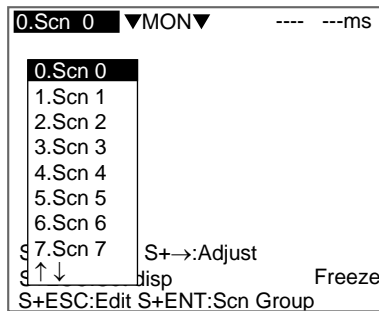 0.Scn 0 ▼MON▼ ---- ---ms
0.Scn 0
1.Scn 1
2.Scn 2
3.Scn 3
4.Scn 4
5.Scn 5
6.Scn 6
7.Scn 7
↑↓
S+→:Adjust
disp Freeze
S+ESC:Edit S+ENT:Scn Group